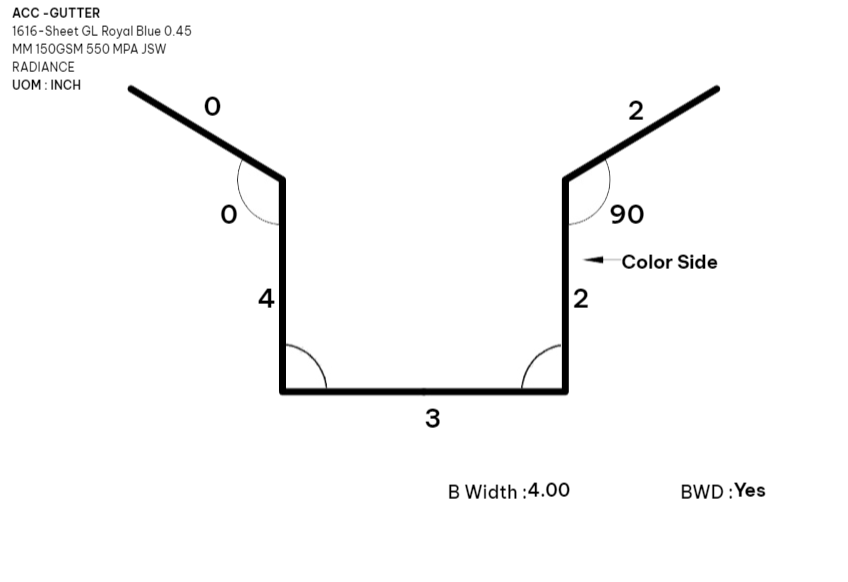 ACC -GUTTER
1616-Sheet GL Royal Blue 0.45
MM 150GSM 550 MPA JSW
RADIANCE
UOM : INCH
0
2
0
90
Color Side
4
2
3
B Width :4.00
BWD :Yes